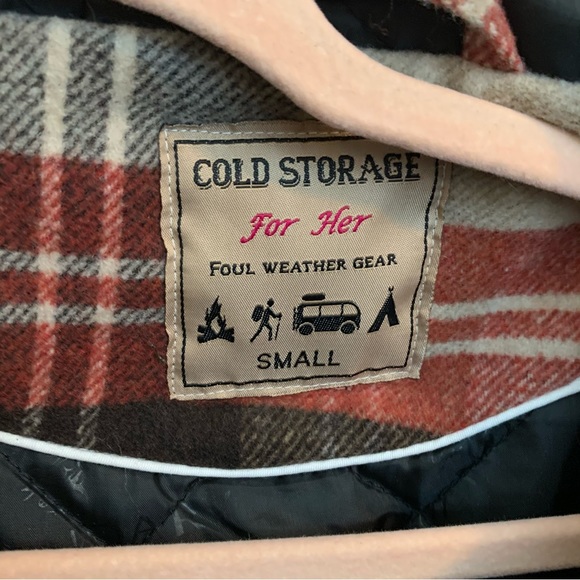 COLD STORAGE
For Her
FOUL WEATHER GEAR
SMALL